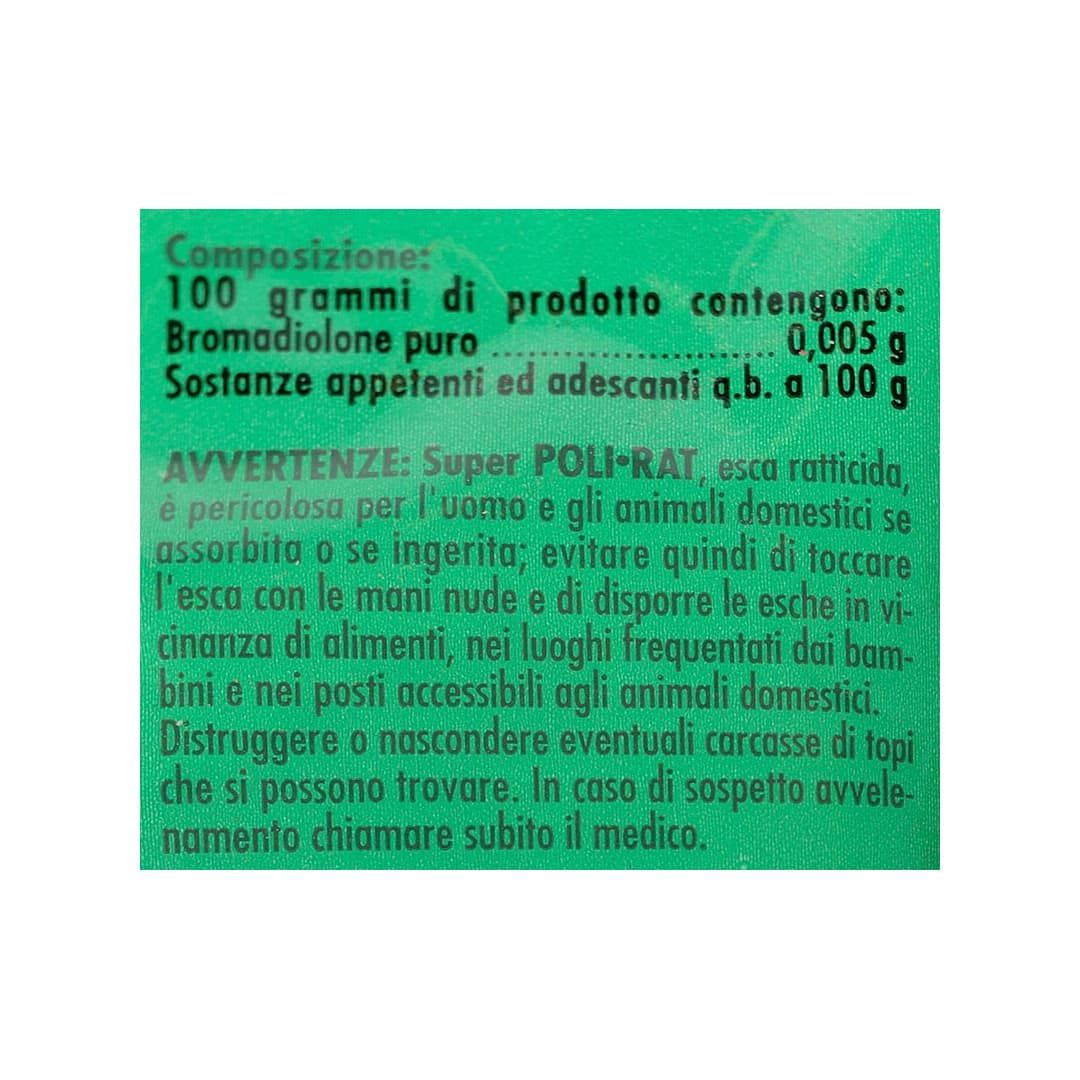 Composizione:
100 grammi di prodotto contengono:
Bromadiolone puro .............................. 0,005 g
Sostanze appetenti ed adescanti q.b. a 100 g
AVVERTENZE: Super POLI•RAT, esca ratticida,
è pericolosa per l'uomo e gli animali domestici se
assorbita o se ingerita; evitare quindi di toccare
l'esca con le mani nude e di disporre le esche in vi-
cinanza di alimenti, nei luoghi frequentati dai bam-
bini e nei posti accessibili agli animali domestici.
Distruggere o nascondere eventuali carcasse di topi
che si possono trovare. In caso di sospetto avvele-
namento chiamare subito il medico.